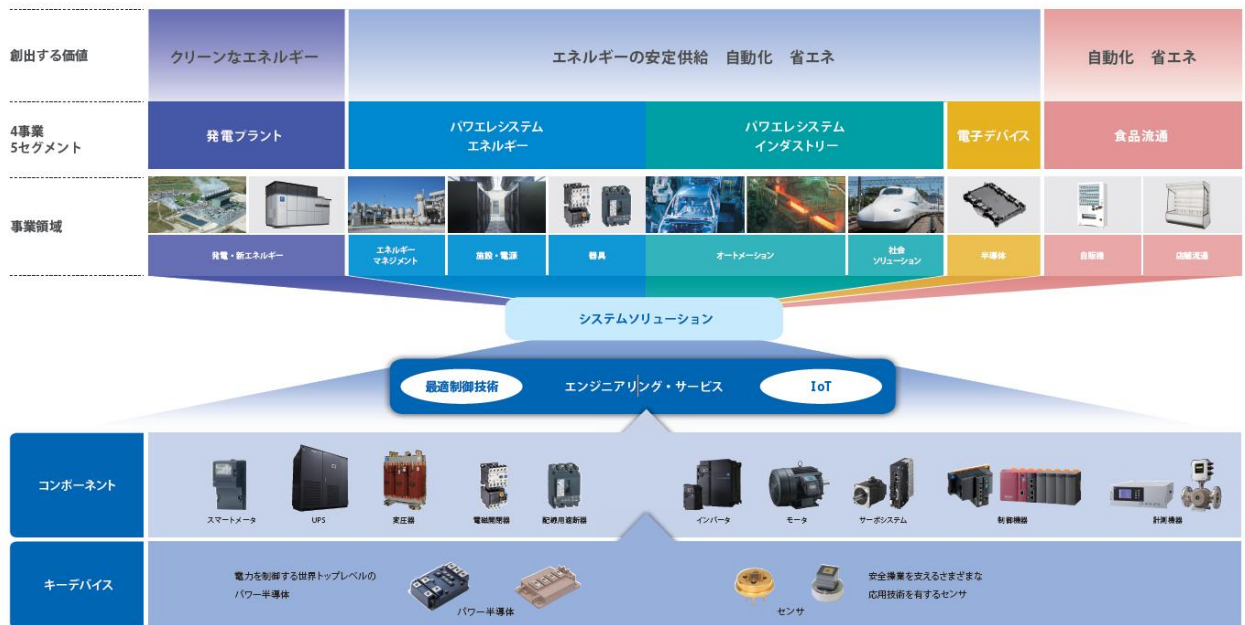 創出する価値
クリーンなエネルギー
エネルギーの安定供給 自動化 省エネ
自動化 省エネ
4事業
5セグメント
発電プラント
パワエレシステム
エネルギー
パワエレシステム
インダストリー
電子デバイス
食品流通
事業領域
発電・新エネルギー
エネルギー
マネジメント
施設・電源
器具
オートメーション
社会
ソリューション
半導体
自販機
店舗流通
システムソリューション
最適制御技術
エンジニアリング・サービス
IoT
コンポーネント
スマートメータ
UPS
変圧器
電磁開閉器
配線用遮断器
インバータ
モータ
サーボシステム
制御機器
計測機器
キーデバイス
電力を制御する世界トップレベルの
パワー半導体
パワー半導体
センサ
安全操業を支えるさまざまな
応用技術を有するセンサ